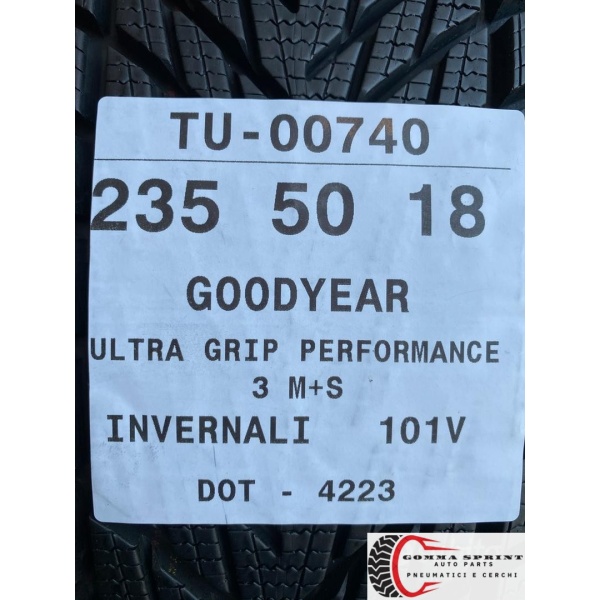 TU-00740
235 50 18
GOODYEAR
ULTRA GRIP PERFORMANCE
3 M+S
INVERNALI 101V
DOT - 4223
GOMMA SPRINT
AUTO PARTS
PNEUMATICI E CERCHI